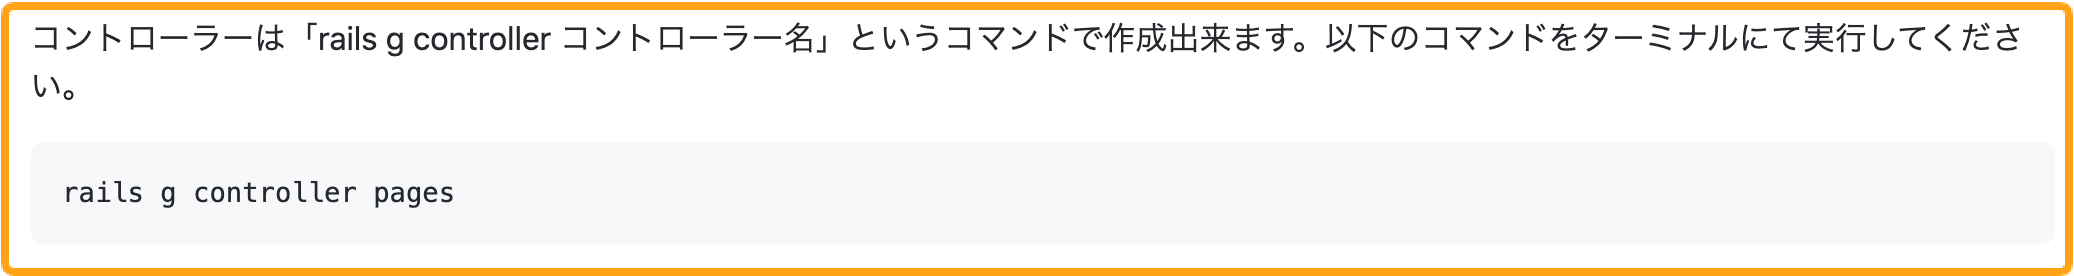 コントローラーは「rails g controller コントローラー名」というコマンドで作成出来ます。以下のコマンドをターミナルにて実行してくださ
い。
rails g controller pages